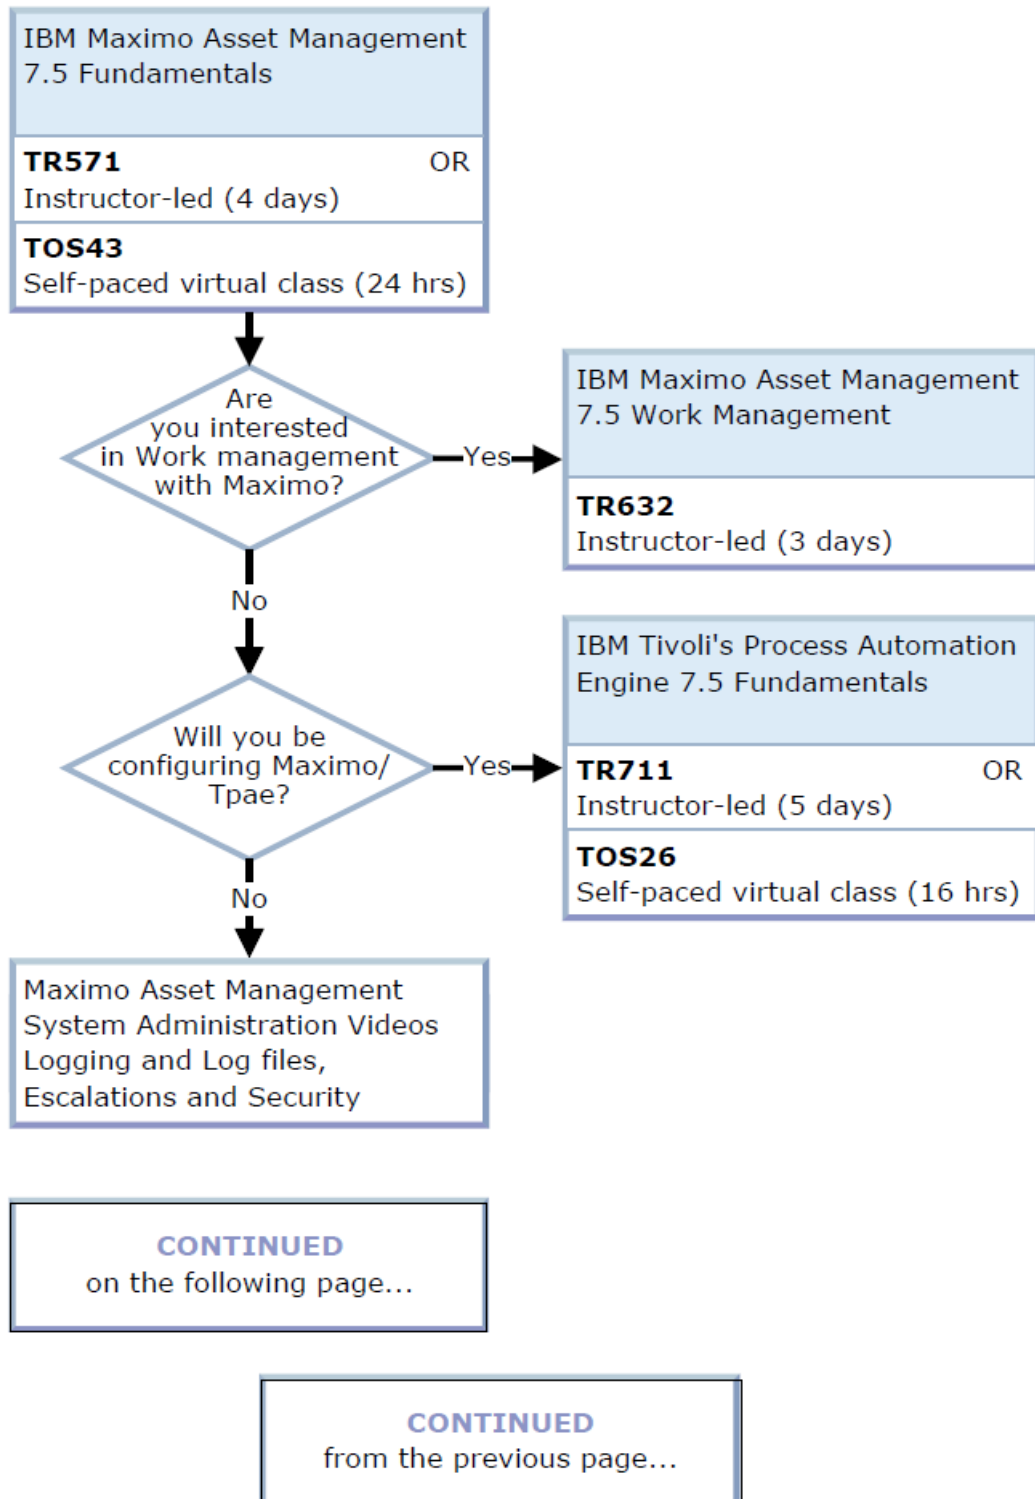 IBM Maximo Asset Management
7.5 Fundamentals
TR571 OR
Instructor-led (4 days)
TOS43
Self-paced virtual class (24 hrs)
Are
you interested
in Work management
with Maximo?
Yes
IBM Maximo Asset Management
7.5 Work Management
TR632
Instructor-led (3 days)
No
Will you be
configuring Maximo/
Tpae?
Yes
IBM Tivoli's Process Automation
Engine 7.5 Fundamentals
TR711 OR
Instructor-led (5 days)
TOS26
Self-paced virtual class (16 hrs)
No
Maximo Asset Management
System Administration Videos
Logging and Log files,
Escalations and Security
CONTINUED
on the following page...
CONTINUED
from the previous page...